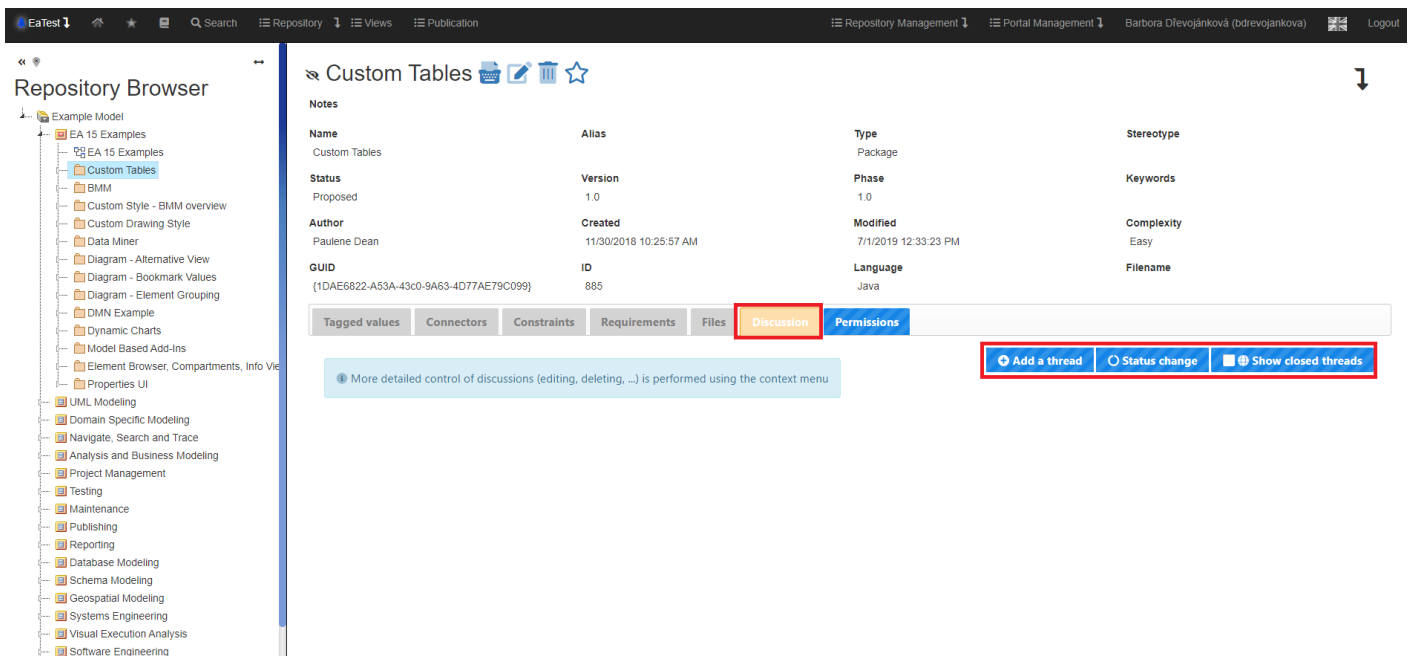 EaTest Search Repository Views Publication Repository Management Portal Management Barbora Dřevojánková (bdrevojankova) Logout
Repository Browser
Example Model
EA 15 Examples
EA 15 Examples
Custom Tables
BMM
Custom Style - BMM overview
Custom Drawing Style
Data Miner
Diagram - Alternative View
Diagram - Bookmark Values
Diagram - Element Grouping
DMN Example
Dynamic Charts
Model Based Add-Ins
Element Browser, Compartments, Info Vie
Properties UI
UML Modeling
Domain Specific Modeling
Navigate, Search and Trace
Analysis and Business Modeling
Project Management
Testing
Maintenance
Publishing
Reporting
Database Modeling
Schema Modeling
Geospatial Modeling
Systems Engineering
Visual Execution Analysis
Software Engineering
Custom Tables
Notes
Name Alias Type Stereotype
Custom Tables Package
Status Version Phase Keywords
Proposed 1.0 1.0
Author Created Modified Complexity
Paulene Dean 11/30/2018 10:25:57 AM 7/1/2019 12:33:23 PM Easy
GUID ID Language Filename
{1DAE6822-A53A-43c0-9A63-4D77AE79C099} 885 Java
Tagged values Connectors Constraints Requirements Files Discussion Permissions
Add a thread Status change Show closed threads
More detailed control of discussions (editing, deleting, ...) is performed using the context menu